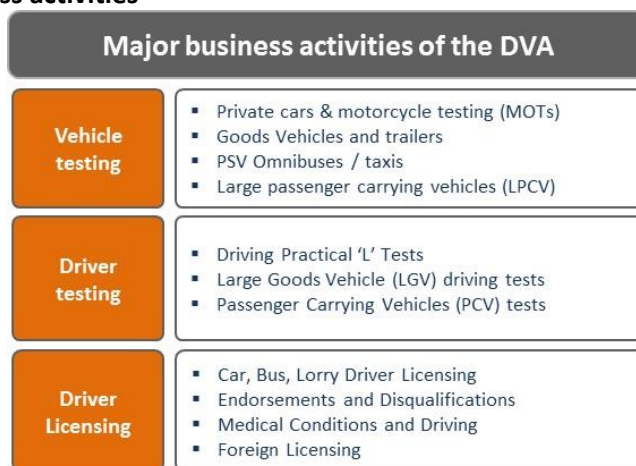 ss activities
Major business activities of the DVA
Vehicle
testing
▪ Private cars & motorcycle testing (MOTs)
▪ Goods Vehicles and trailers
▪ PSV Omnibuses / taxis
▪ Large passenger carrying vehicles (LPCV)
Driver
testing
▪ Driving Practical ‘L’ Tests
▪ Large Goods Vehicle (LGV) driving tests
▪ Passenger Carrying Vehicles (PCV) tests
Driver
Licensing
▪ Car, Bus, Lorry Driver Licensing
▪ Endorsements and Disqualifications
▪ Medical Conditions and Driving
▪ Foreign Licensing